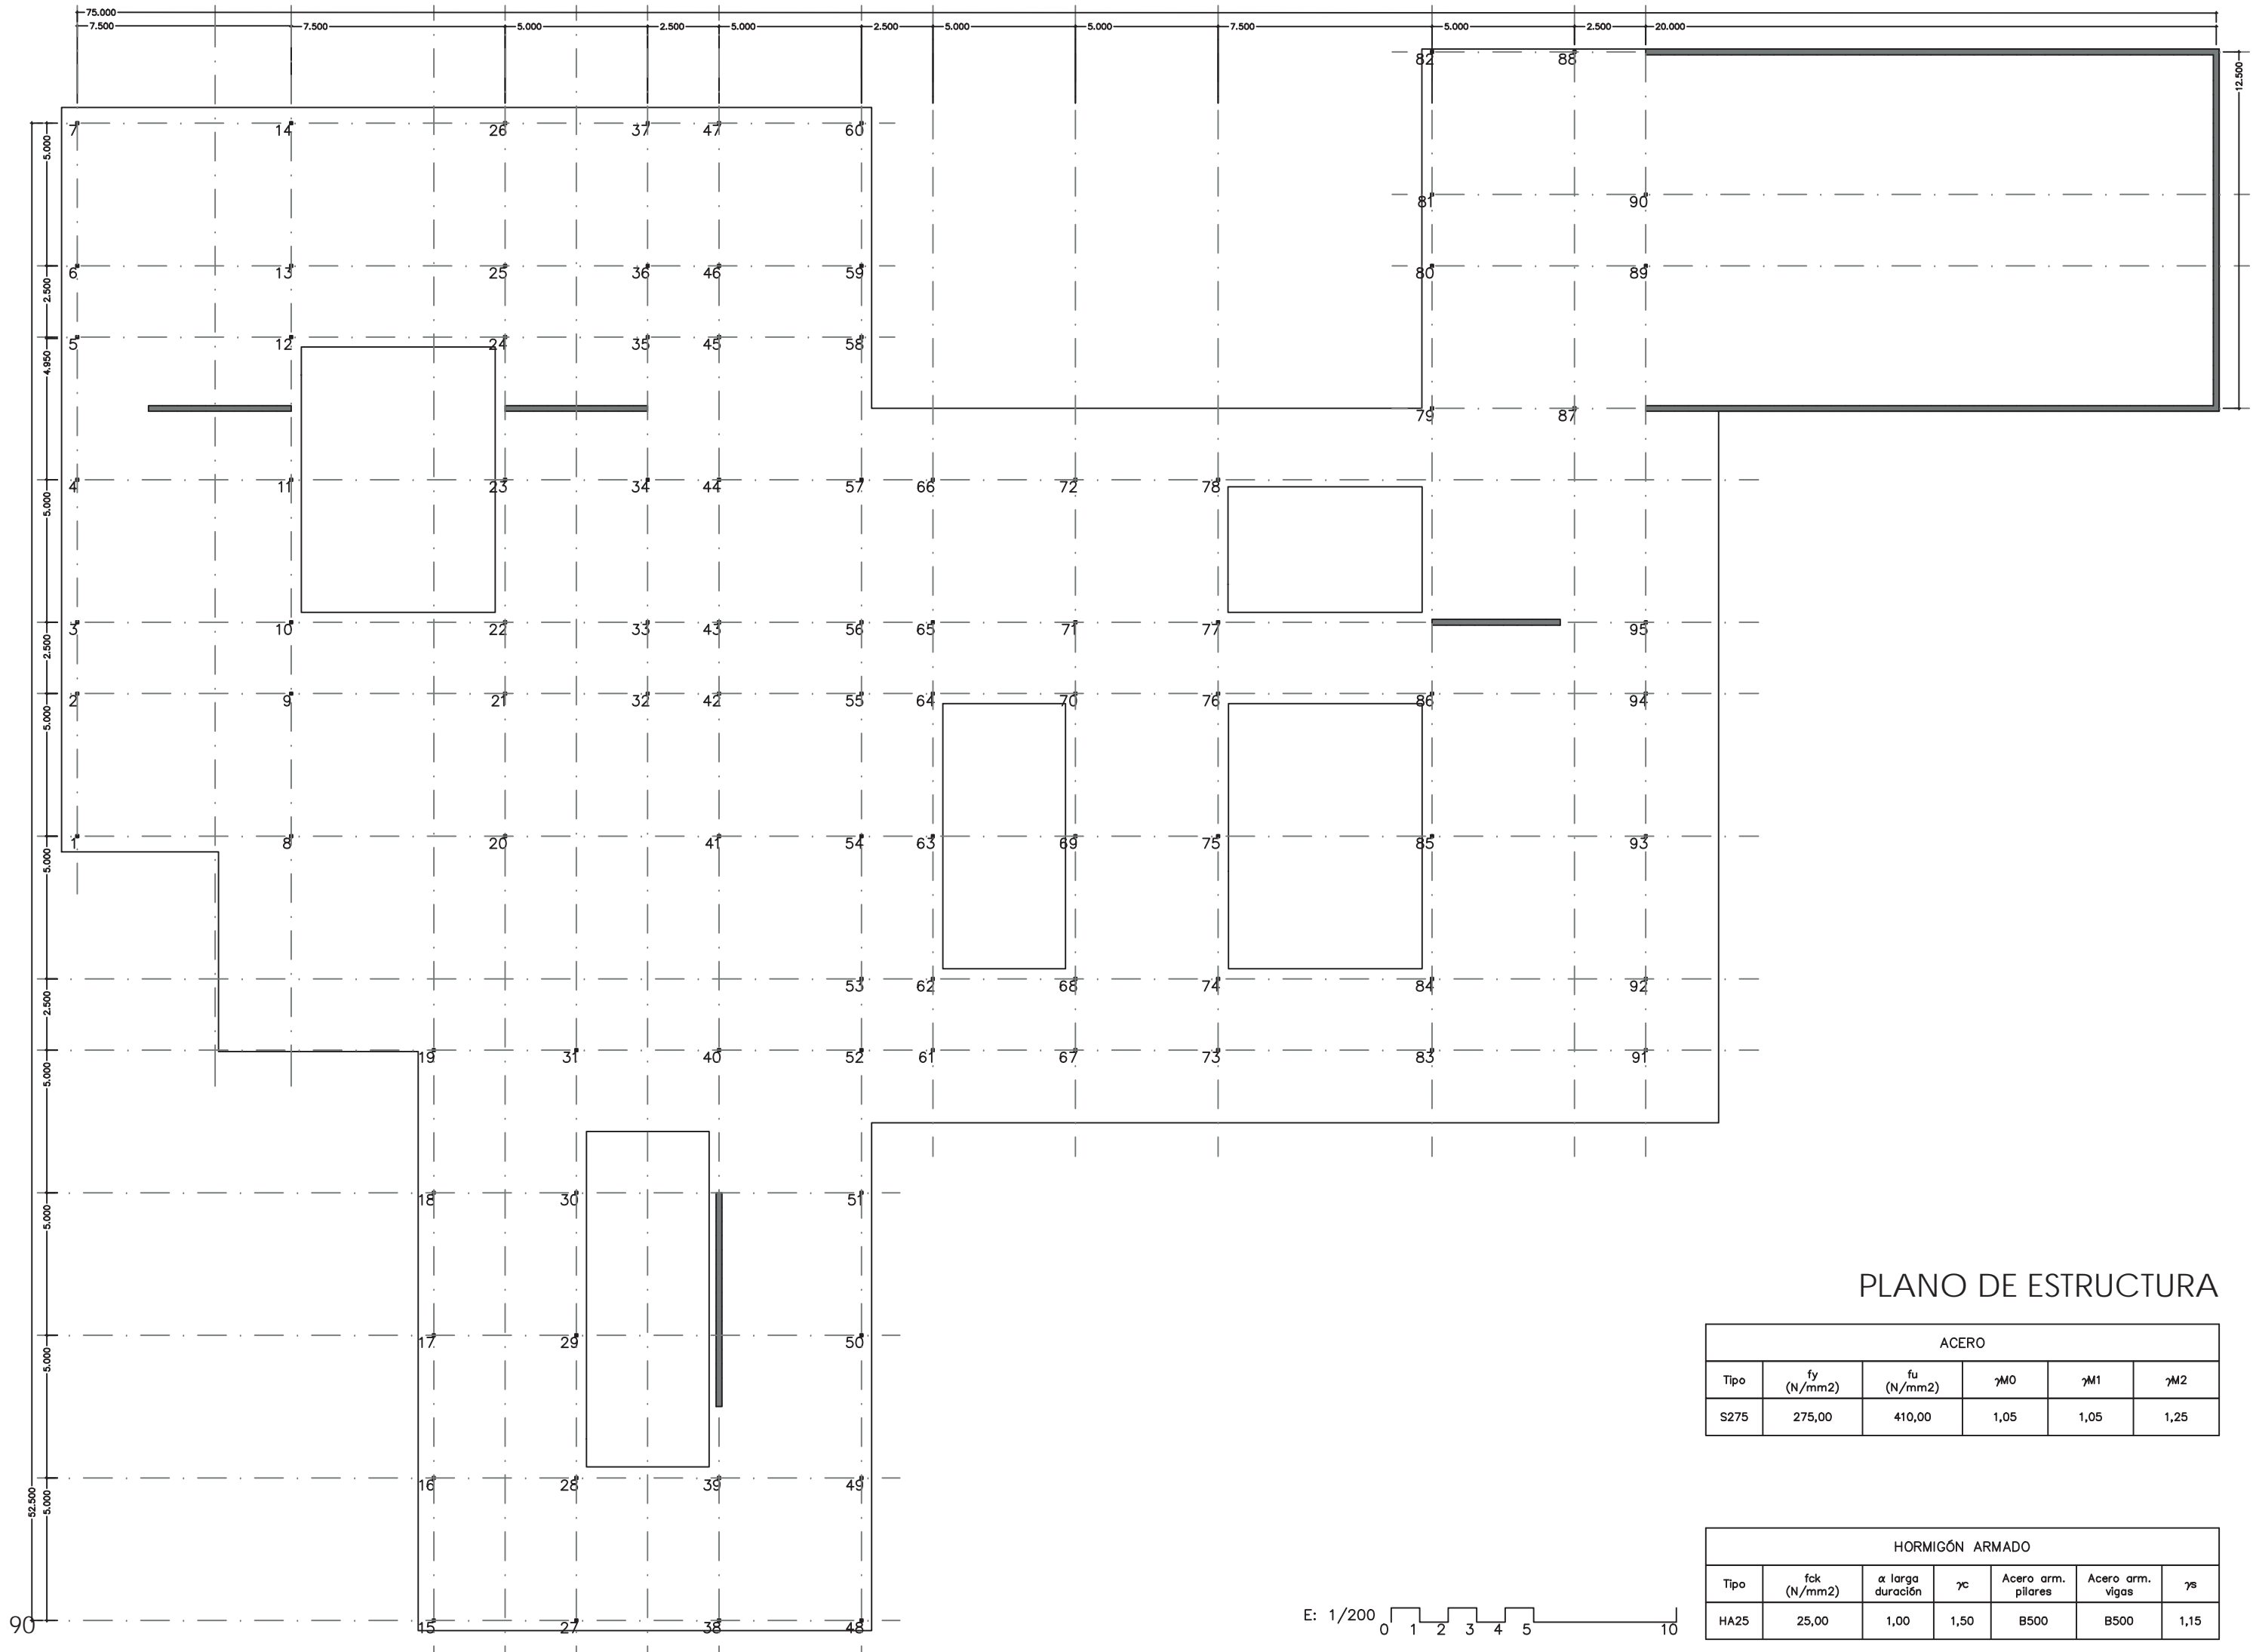 75.000
7.500 7.500 5.000 2.500 5.000 2.500 5.000 5.000 7.500 5.000 2.500 20.000
82 88
12.500
7 14 26 37 47 60
5.000
81 90
6 13 25 36 46 59 80 89
2.500
5 12 24 35 45 58
4.950
79 87
4 11 23 34 44 57 66 72 78
5.000
3 10 22 33 43 56 65 71 77 95
2.500
2 9 21 32 42 55 64 70 76 86 94
5.000
1 8 20 41 54 63 69 75 85 93
5.000
53 62 68 74 84 92
2.500
19 31 40 52 61 67 73 83 91
5.000
18 30 51
5.000
17 29 50
5.000
16 28 39 49
5.000
52.500
15 27 38 48
90
PLANO DE ESTRUCTURA
ACERO
Tipo fy (N/mm2) fu (N/mm2) γM0 γM1 γM2
S275 275,00 410,00 1,05 1,05 1,25
HORMIGÓN ARMADO
Tipo fck (N/mm2) α larga duración γc Acero arm. pilares Acero arm. vigas γs
HA25 25,00 1,00 1,50 B500 B500 1,15
E: 1/200
0 1 2 3 4 5 10